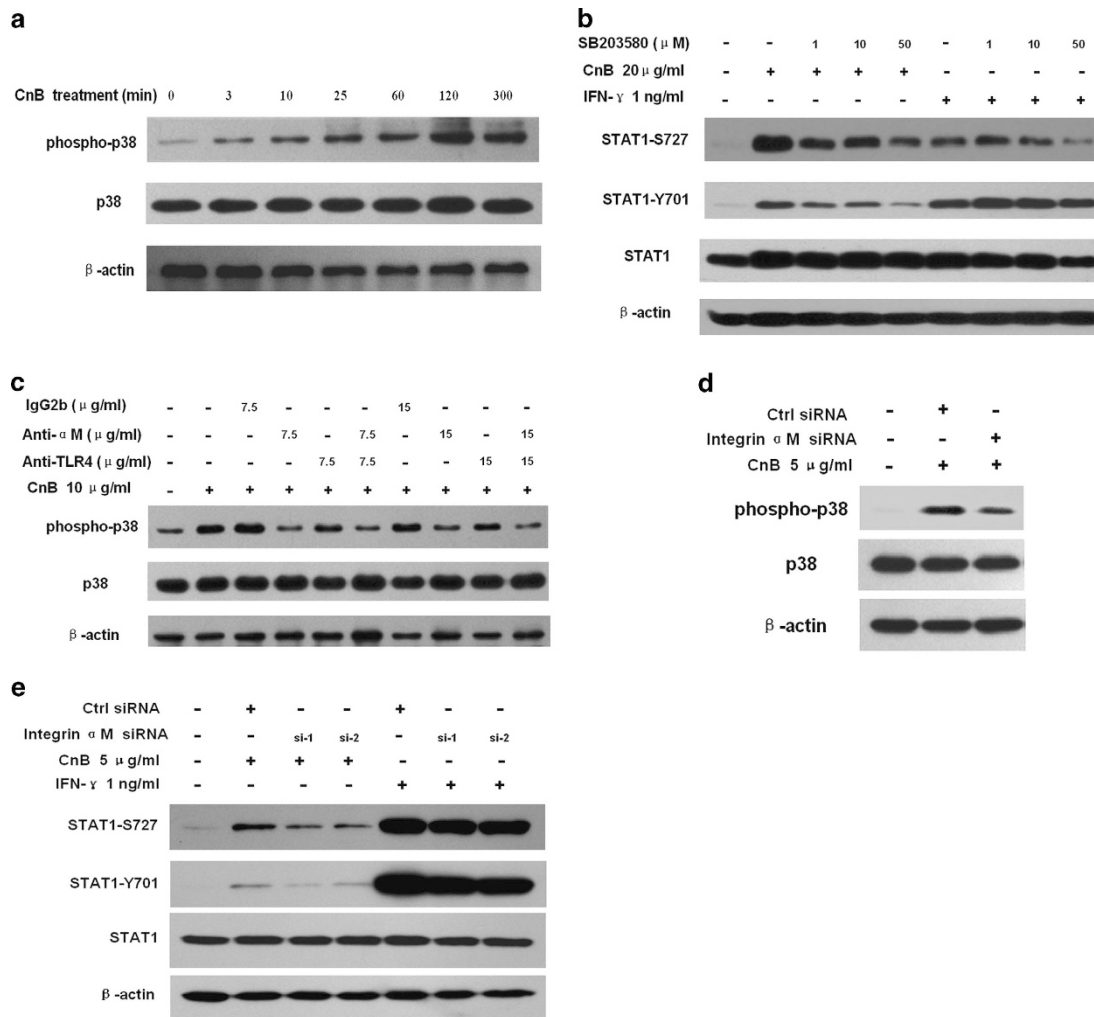 a
CnB treatment (min) 0 3 10 25 60 120 300
phospho-p38
p38
β-actin
b
SB203580 (μM) - - 1 10 50 - 1 10 50
CnB 20μg/ml - + + + + - - - -
IFN-γ 1 ng/ml - - - - - + + + +
STAT1-S727
STAT1-Y701
STAT1
β-actin
c
IgG2b (μg/ml) - - 7.5 - - - 15 - - -
Anti-αM (μg/ml) - - - 7.5 - 7.5 - 15 - 15
Anti-TLR4 (μg/ml) - - - - 7.5 7.5 - - 15 15
CnB 10 μg/ml - + + + + + + + + +
phospho-p38
p38
β-actin
d
Ctrl siRNA - + -
Integrin αM siRNA - - +
CnB 5 μg/ml - + +
phospho-p38
p38
β-actin
e
Ctrl siRNA - + - - + - -
Integrin αM siRNA - - si-1 si-2 - si-1 si-2
CnB 5 μg/ml - + + + - - -
IFN-γ 1 ng/ml - - - - + + +
STAT1-S727
STAT1-Y701
STAT1
β-actin